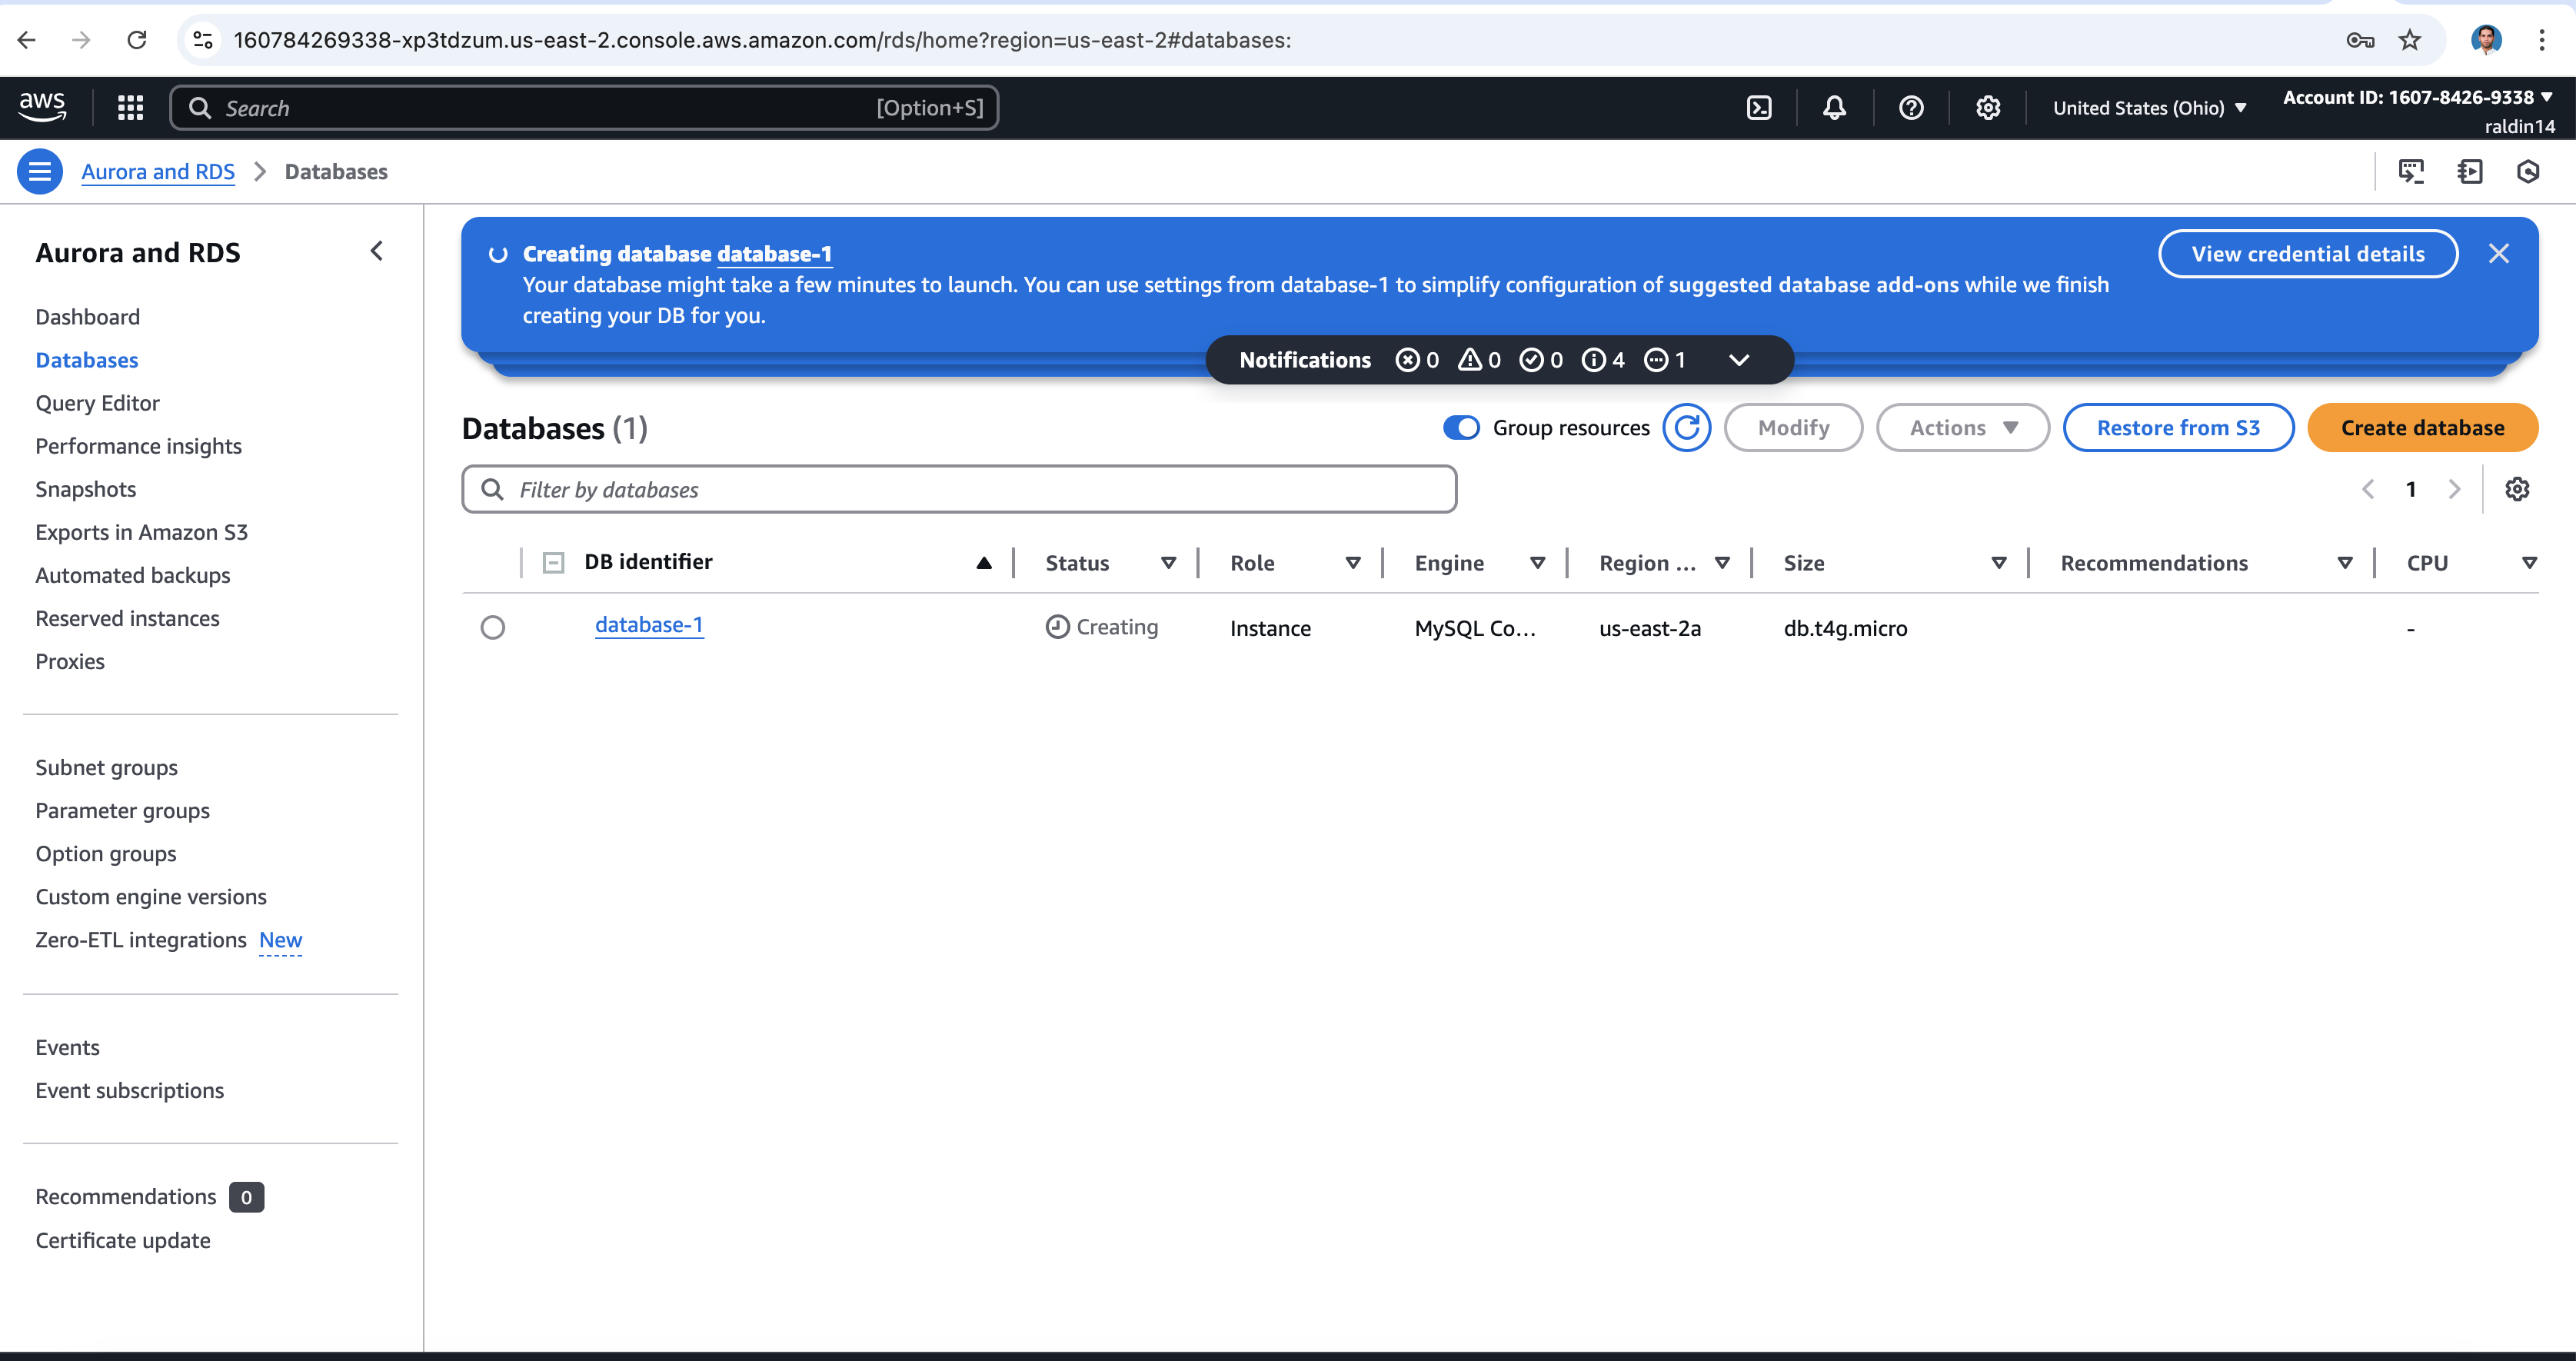 160784269338-xp3tdzum.us-east-2.console.aws.amazon.com/rds/home?region=us-east-2#databases:
aws
Search
[Option+S]
United States (Ohio)
Account ID: 1607-8426-9338
raldin14
Aurora and RDS
Databases
Aurora and RDS
Dashboard
Databases
Query Editor
Performance insights
Snapshots
Exports in Amazon S3
Automated backups
Reserved instances
Proxies
Subnet groups
Parameter groups
Option groups
Custom engine versions
Zero-ETL integrations New
Events
Event subscriptions
Recommendations 0
Certificate update
Creating database database-1
Your database might take a few minutes to launch. You can use settings from database-1 to simplify configuration of suggested database add-ons while we finish
creating your DB for you.
View credential details
Notifications 0 0 0 4 1
Databases (1)
Group resources
Modify
Actions
Restore from S3
Create database
Filter by databases
1
DB identifier Status Role Engine Region ... Size Recommendations CPU
database-1 Creating Instance MySQL Co... us-east-2a db.t4g.micro -